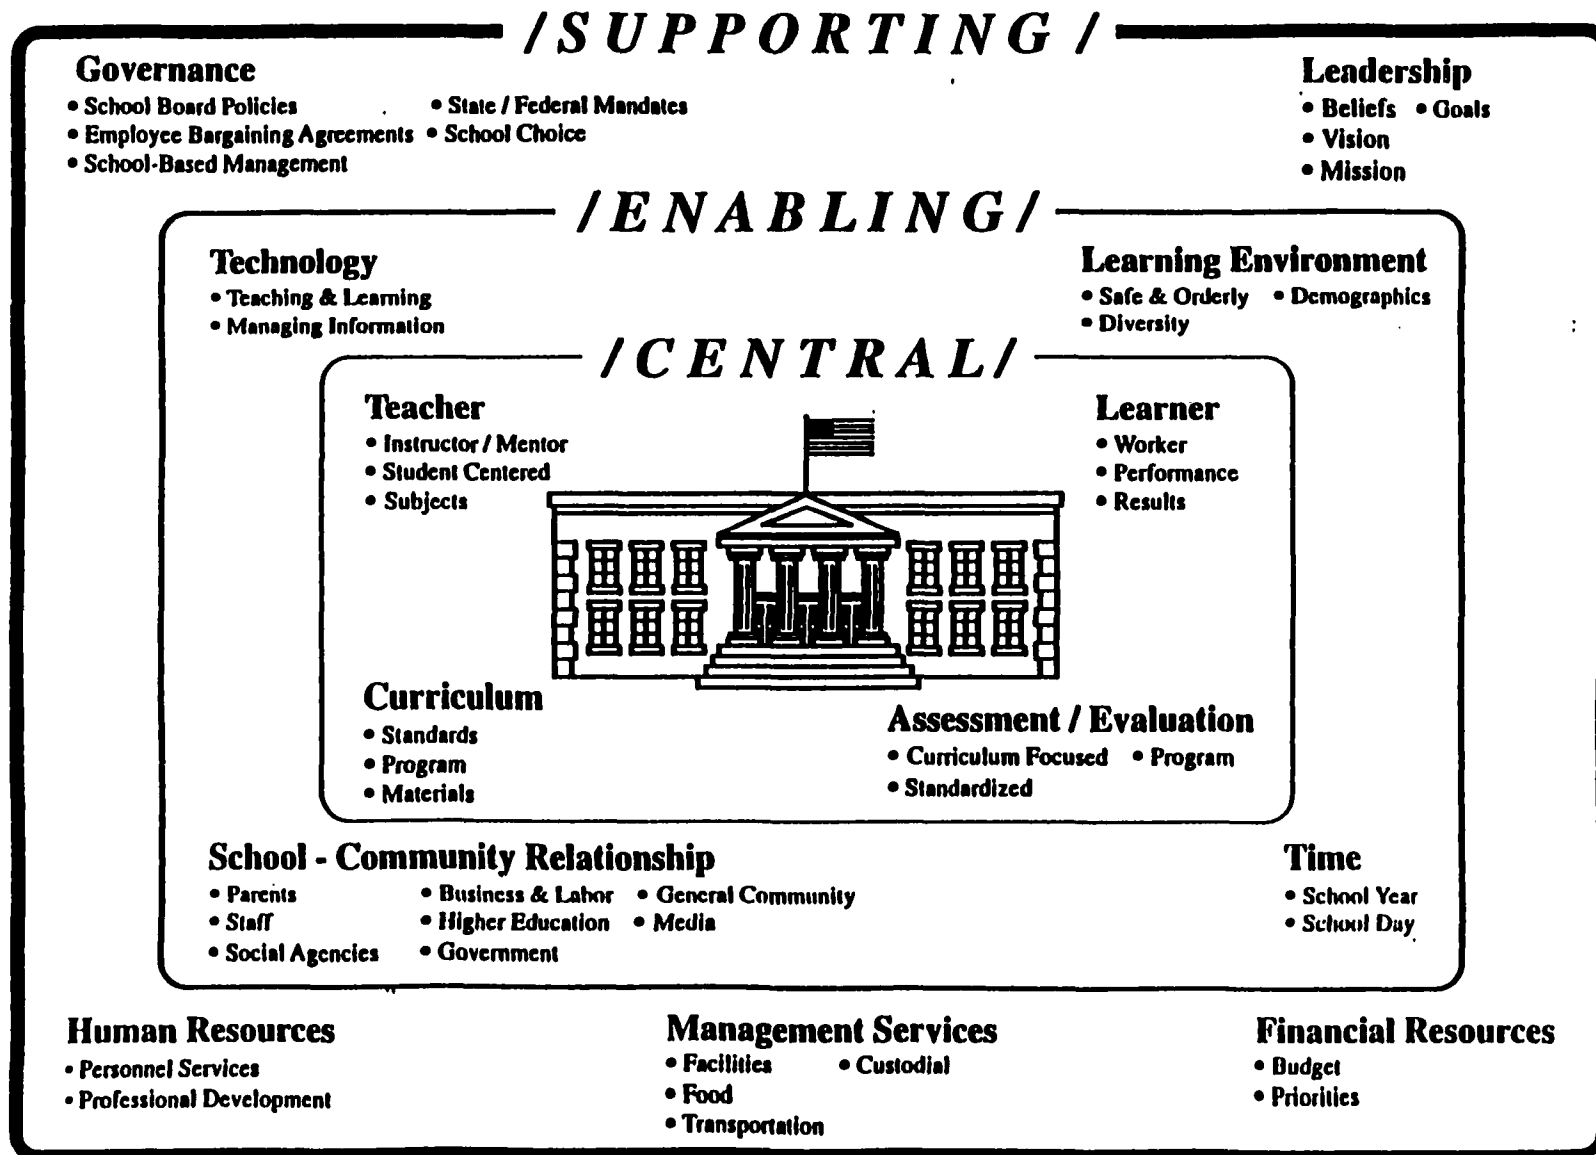 /SUPPORTING/
Governance
• School Board Policies • State / Federal Mandates
• Employee Bargaining Agreements • School Choice
• School-Based Management
Leadership
• Beliefs • Goals
• Vision
• Mission
/ENABLING/
Technology
• Teaching & Learning
• Managing Information
Learning Environment
• Safe & Orderly • Demographics
• Diversity
/CENTRAL/
Teacher
• Instructor / Mentor
• Student Centered
• Subjects
Learner
• Worker
• Performance
• Results
Curriculum
• Standards
• Program
• Materials
Assessment / Evaluation
• Curriculum Focused • Program
• Standardized
School - Community Relationship
• Parents • Business & Labor • General Community
• Staff • Higher Education • Media
• Social Agencies • Government
Time
• School Year
• School Day
Human Resources
• Personnel Services
• Professional Development
Management Services
• Facilities • Custodial
• Food
• Transportation
Financial Resources
• Budget
• Priorities